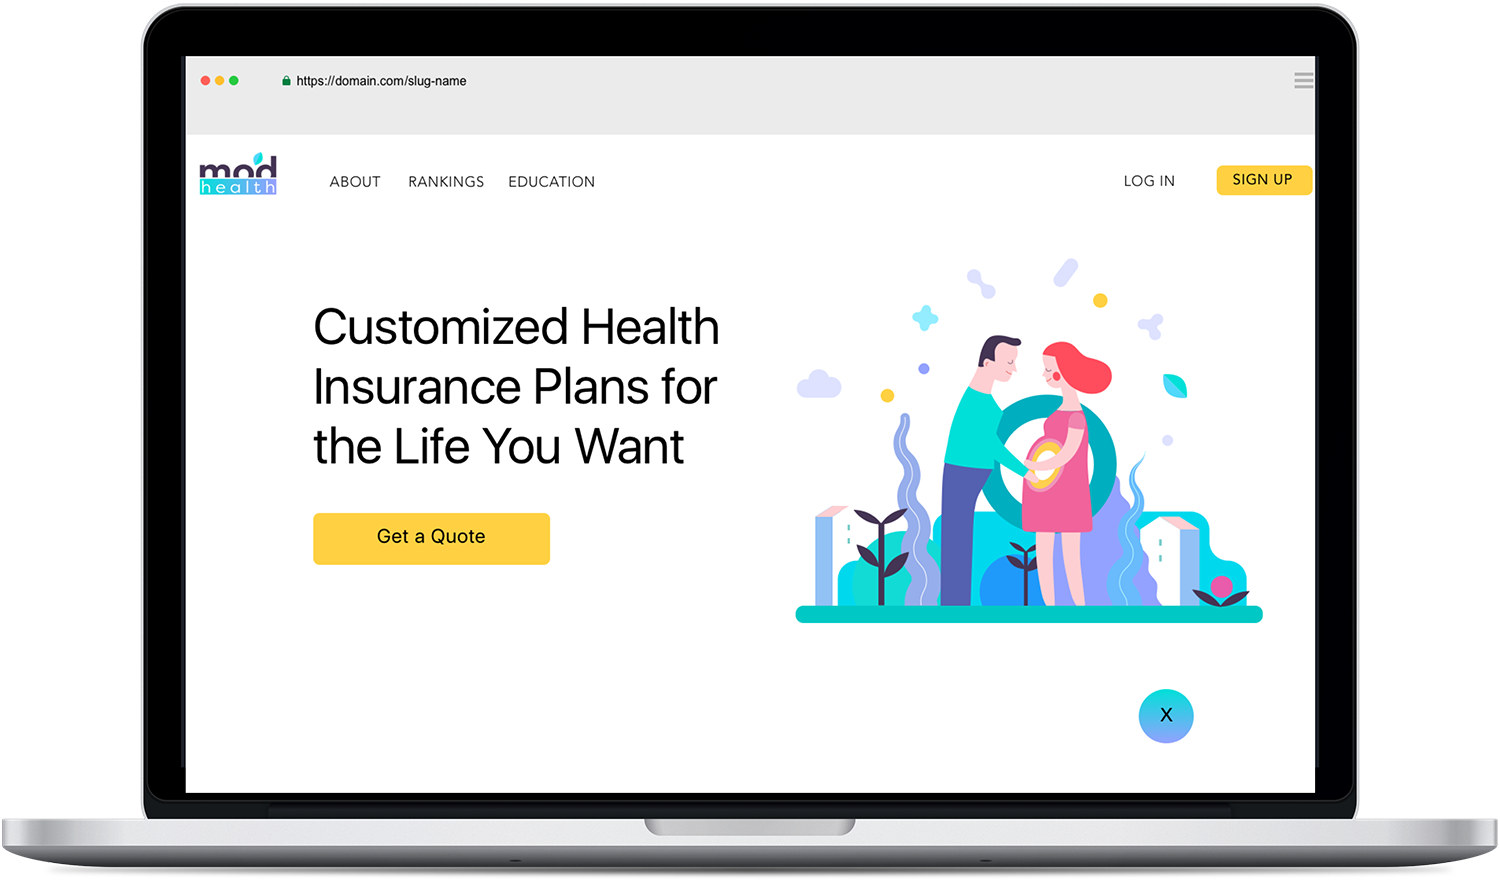 https://domain.com/slug-name
mod
health
ABOUT RANKINGS EDUCATION LOG IN SIGN UP
Customized Health
Insurance Plans for
the Life You Want
Get a Quote
X